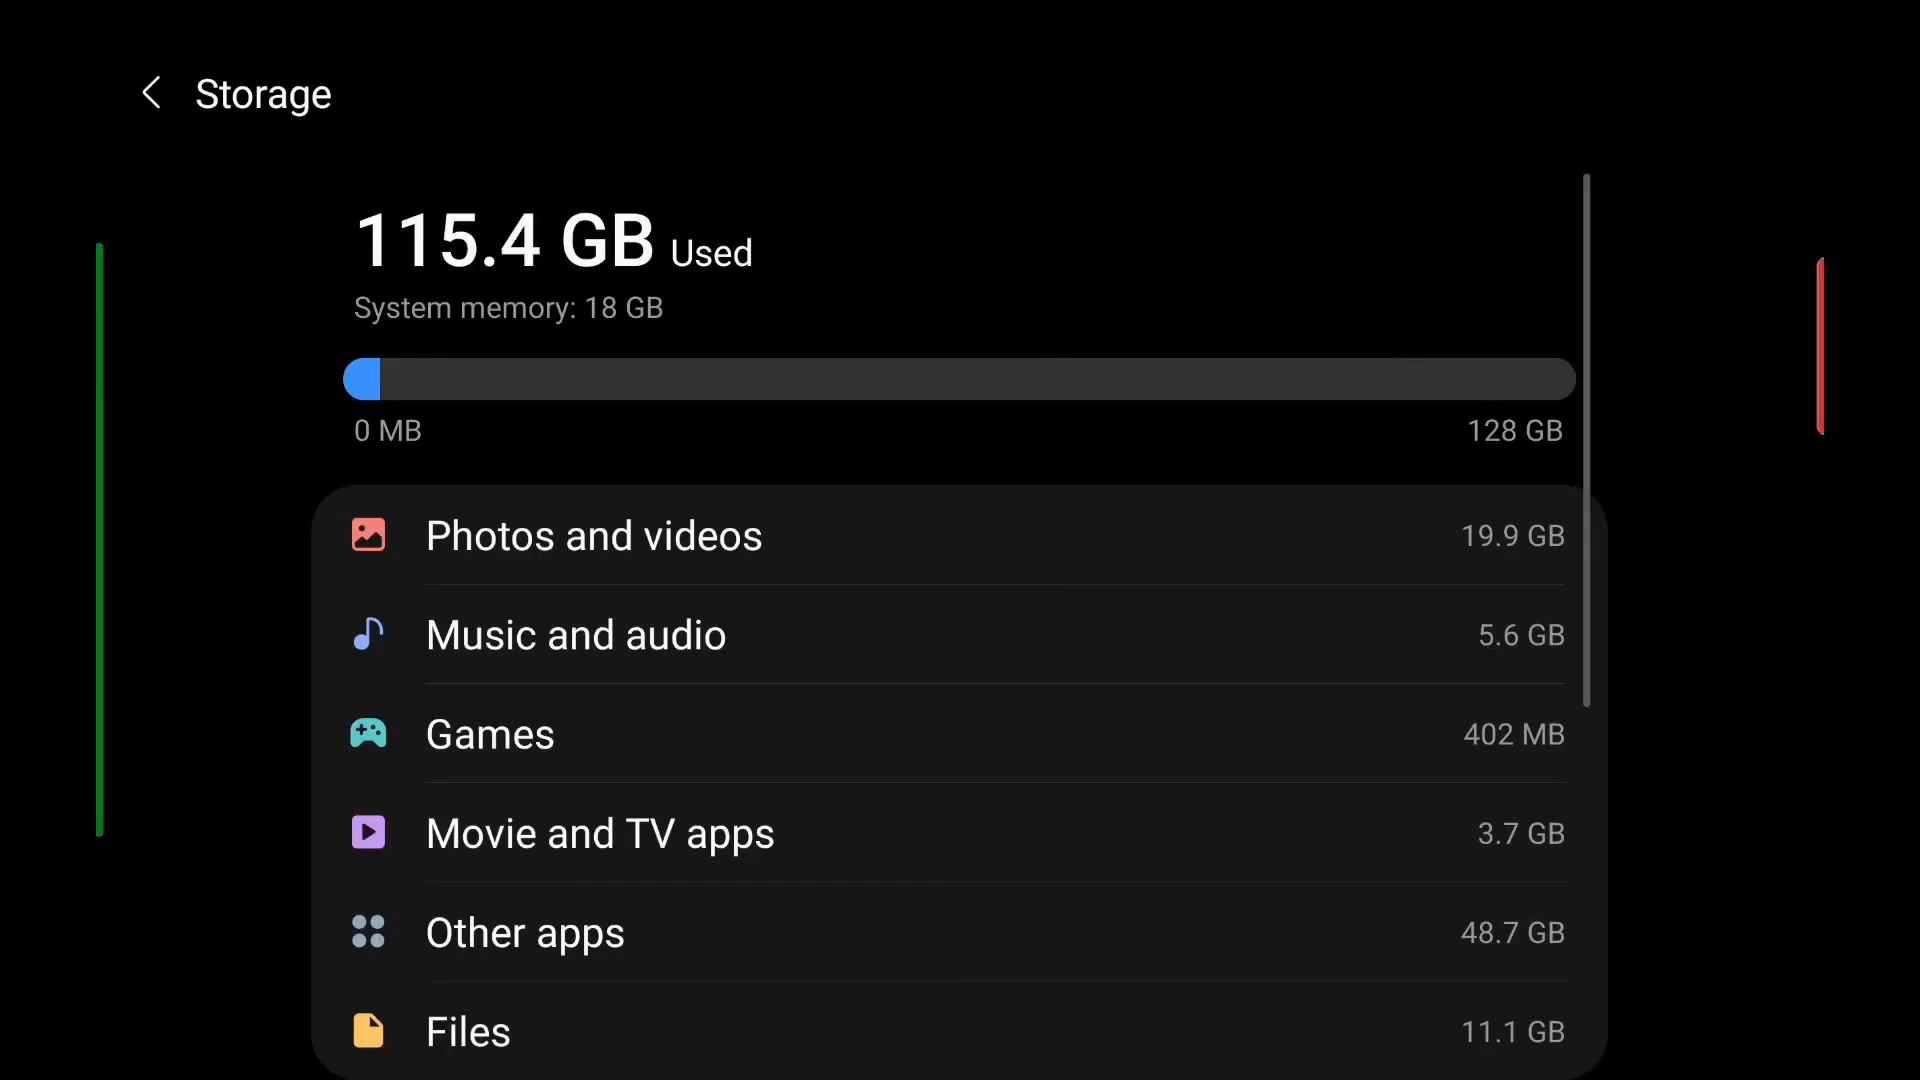 Storage
115.4 GB Used
System memory: 18 GB
0 MB 128 GB
Photos and videos 19.9 GB
Music and audio 5.6 GB
Games 402 MB
Movie and TV apps 3.7 GB
Other apps 48.7 GB
Files 11.1 GB